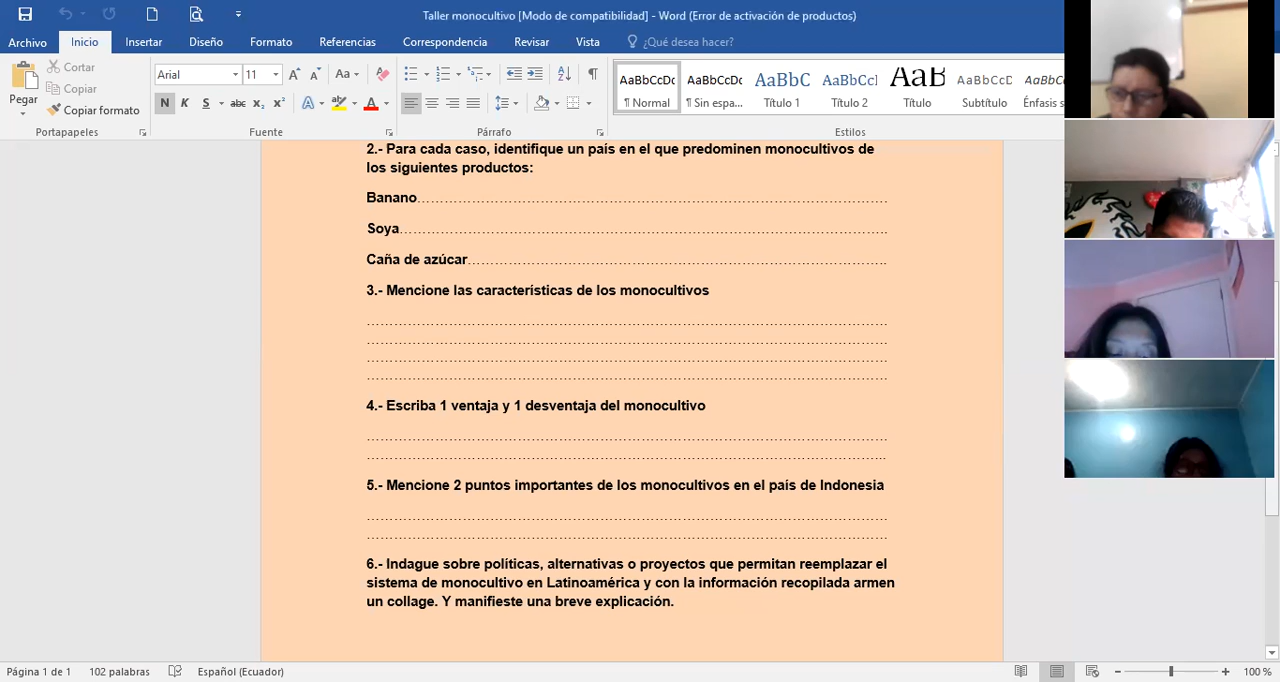 Taller monocultivo [Modo de compatibilidad] - Word (Error de activación de productos)
Archivo Inicio Insertar Diseño Formato Referencias Correspondencia Revisar Vista ¿Qué desea hacer?
Pegar
Cortar
Copiar
Copiar formato
Portapapeles
Arial 11
N K S abc x₂ x²
Fuente
Párrafo
AaBbCcDc
¶ Normal
AaBbCcDc
¶ Sin espa...
AaBbC
Título 1
AaBbCcI
Título 2
AaB
Título
AaBbCcD
Subtítulo
AaBbCc
Énfasis s
Estilos
2.- Para cada caso, identifique un país en el que predominen monocultivos de
los siguientes productos:
Banano
Soya
Caña de azúcar
3.- Mencione las características de los monocultivos
4.- Escriba 1 ventaja y 1 desventaja del monocultivo
5.- Mencione 2 puntos importantes de los monocultivos en el país de Indonesia
6.- Indague sobre políticas, alternativas o proyectos que permitan reemplazar el
sistema de monocultivo en Latinoamérica y con la información recopilada armen
un collage. Y manifieste una breve explicación.
Página 1 de 1 102 palabras Español (Ecuador) 100 %